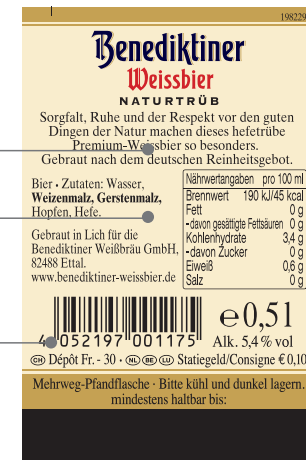 198229
Benediktiner
Weissbier
NATURTRÜB
Sorgfalt, Ruhe und der Respekt vor den guten
Dingen der Natur machen dieses hefetrübe
Premium-Weissbier so besonders.
Gebraut nach dem deutschen Reinheitsgebot.
Bier • Zutaten: Wasser,
Weizenmalz, Gerstenmalz,
Hopfen, Hefe.
Gebraut in Lich für die
Benediktiner Weißbräu GmbH,
82488 Ettal.
www.benediktiner-weissbier.de
Nährwertangaben pro 100 ml
Brennwert 190 kJ/45 kcal
Fett 0 g
-davon gesättigte Fettsäuren 0 g
Kohlenhydrate 3,4 g
-davon Zucker 0 g
Eiweiß 0,6 g
Salz 0 g
4 052197 001175
℮0,5l
Alk. 5,4 % vol
CH Dépôt Fr. - 30 · NL BE LU Statiegeld/Consigne € 0,10
Mehrweg-Pfandflasche · Bitte kühl und dunkel lagern.
mindestens haltbar bis: